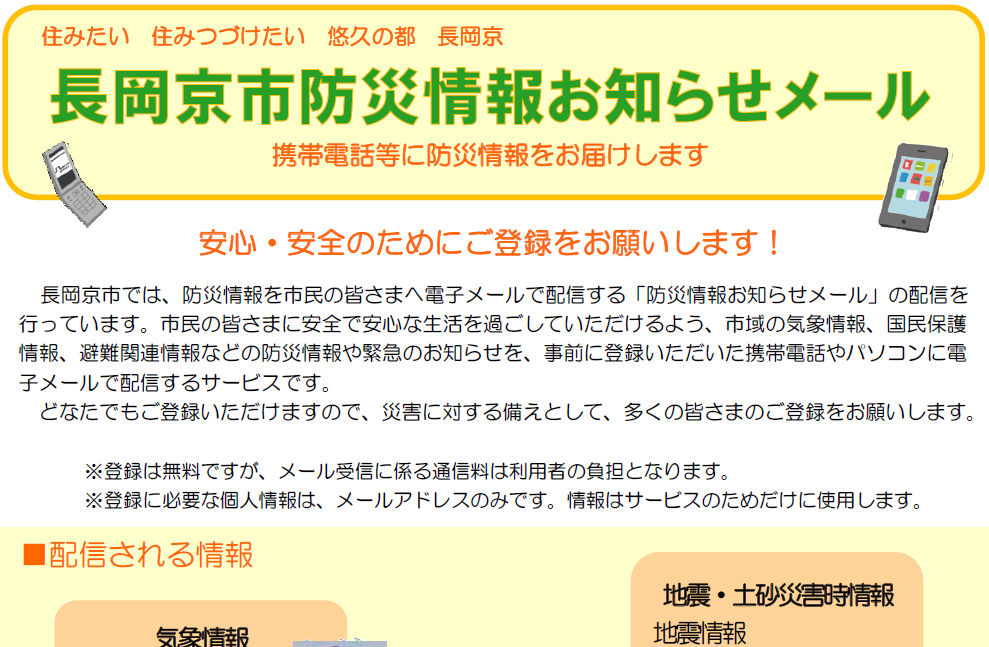 住みたい　住みつづけたい　悠久の都　長岡京
長岡京市防災情報お知らせメール
携帯電話等に防災情報をお届けします
安心・安全のためにご登録をお願いします！
長岡京市では、防災情報を市民の皆さまへ電子メールで配信する「防災情報お知らせメール」の配信を
行っています。市民の皆さまに安全で安心な生活を過ごしていただけるよう、市域の気象情報、国民保護
情報、避難関連情報などの防災情報や緊急のお知らせを、事前に登録いただいた携帯電話やパソコンに電
子メールで配信するサービスです。
どなたでもご登録いただけますので、災害に対する備えとして、多くの皆さまのご登録をお願いします。
※登録は無料ですが、メール受信に係る通信料は利用者の負担となります。
※登録に必要な個人情報は、メールアドレスのみです。情報はサービスのためだけに使用します。
■配信される情報
地震・土砂災害時情報
地震情報
気象情報